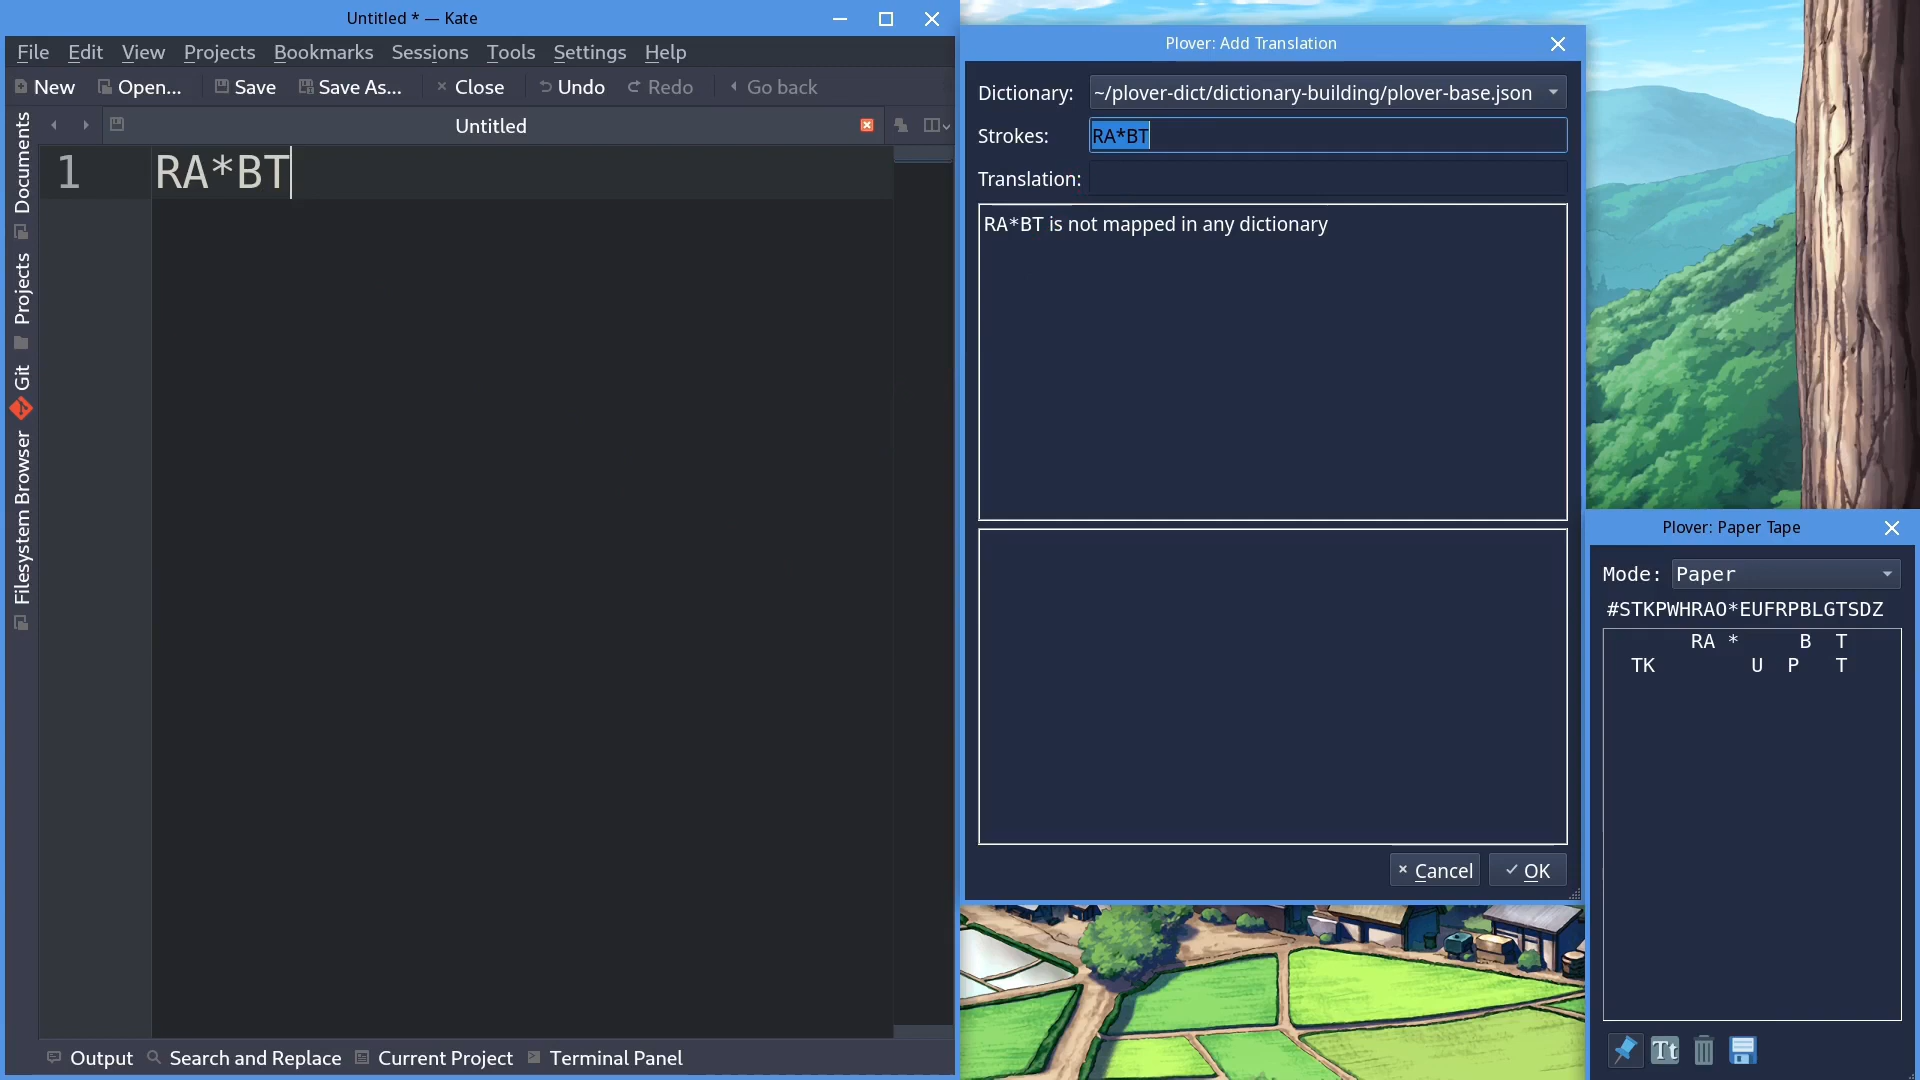 Untitled * — Kate
File Edit View Projects Bookmarks Sessions Tools Settings Help
New Open... Save Save As... Close Undo Redo Go back
Untitled
1 RA*BT
Documents
Projects
Git
Filesystem Browser
Output Search and Replace Current Project Terminal Panel
Plover: Add Translation
Dictionary: ~/plover-dict/dictionary-building/plover-base.json
Strokes: RA*BT
Translation:
RA*BT is not mapped in any dictionary
Cancel OK
Plover: Paper Tape
Mode: Paper
#STKPWHRAO*EUFRPBLGTSDZ
RA * B T
TK U P T
Tt